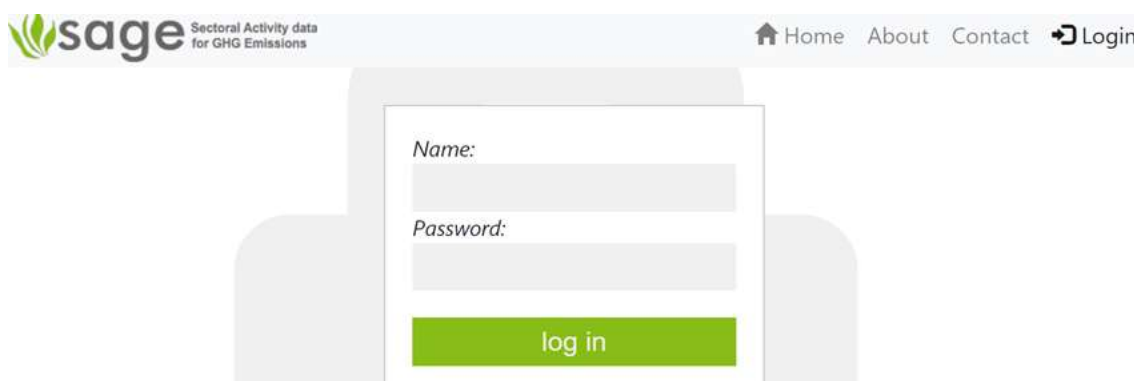 sage Sectoral Activity data
for GHG Emissions
Home About Contact Login
Name:
Password:
log in